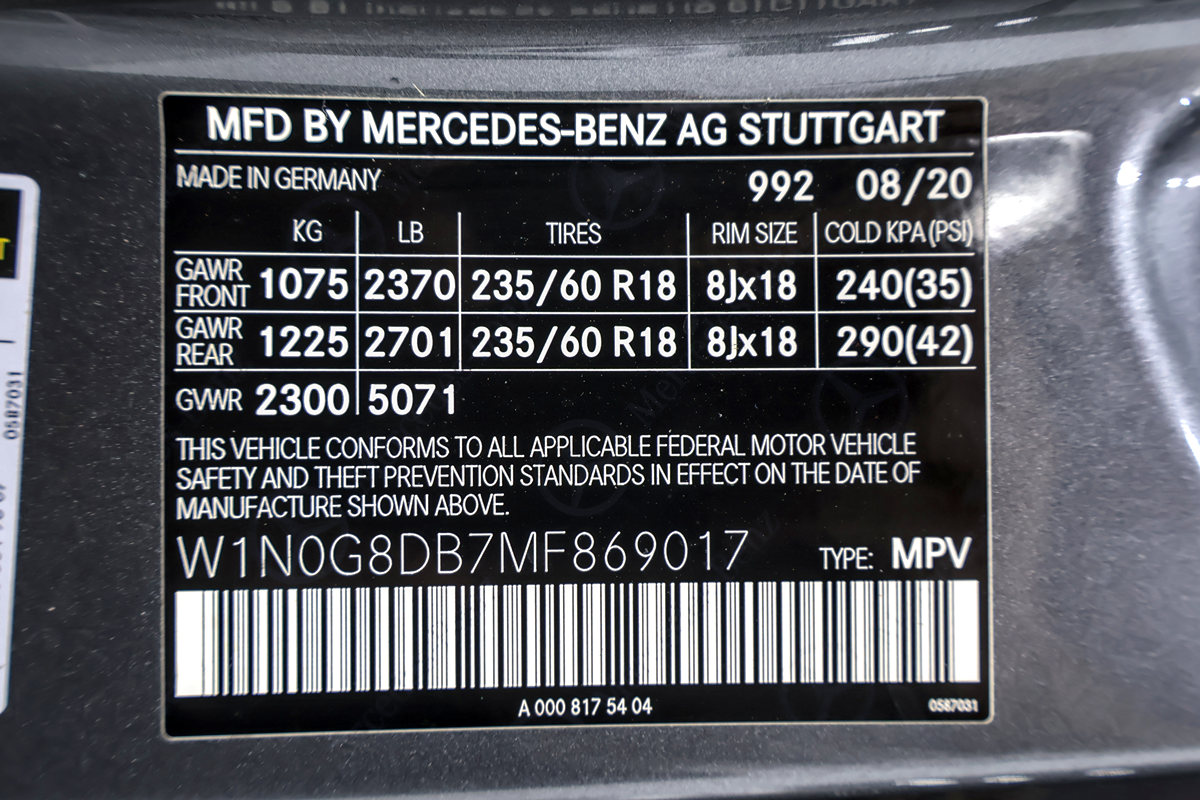 MFD BY MERCEDES-BENZ AG STUTTGART
MADE IN GERMANY 992 08/20
KG LB TIRES RIM SIZE COLD KPA (PSI)
GAWR FRONT 1075 2370 235/60 R18 8Jx18 240(35)
GAWR REAR 1225 2701 235/60 R18 8Jx18 290(42)
GVWR 2300 5071
THIS VEHICLE CONFORMS TO ALL APPLICABLE FEDERAL MOTOR VEHICLE
SAFETY AND THEFT PREVENTION STANDARDS IN EFFECT ON THE DATE OF
MANUFACTURE SHOWN ABOVE.
W1N0G8DB7MF869017 TYPE: MPV
A 000 817 54 04 0587031
0587031